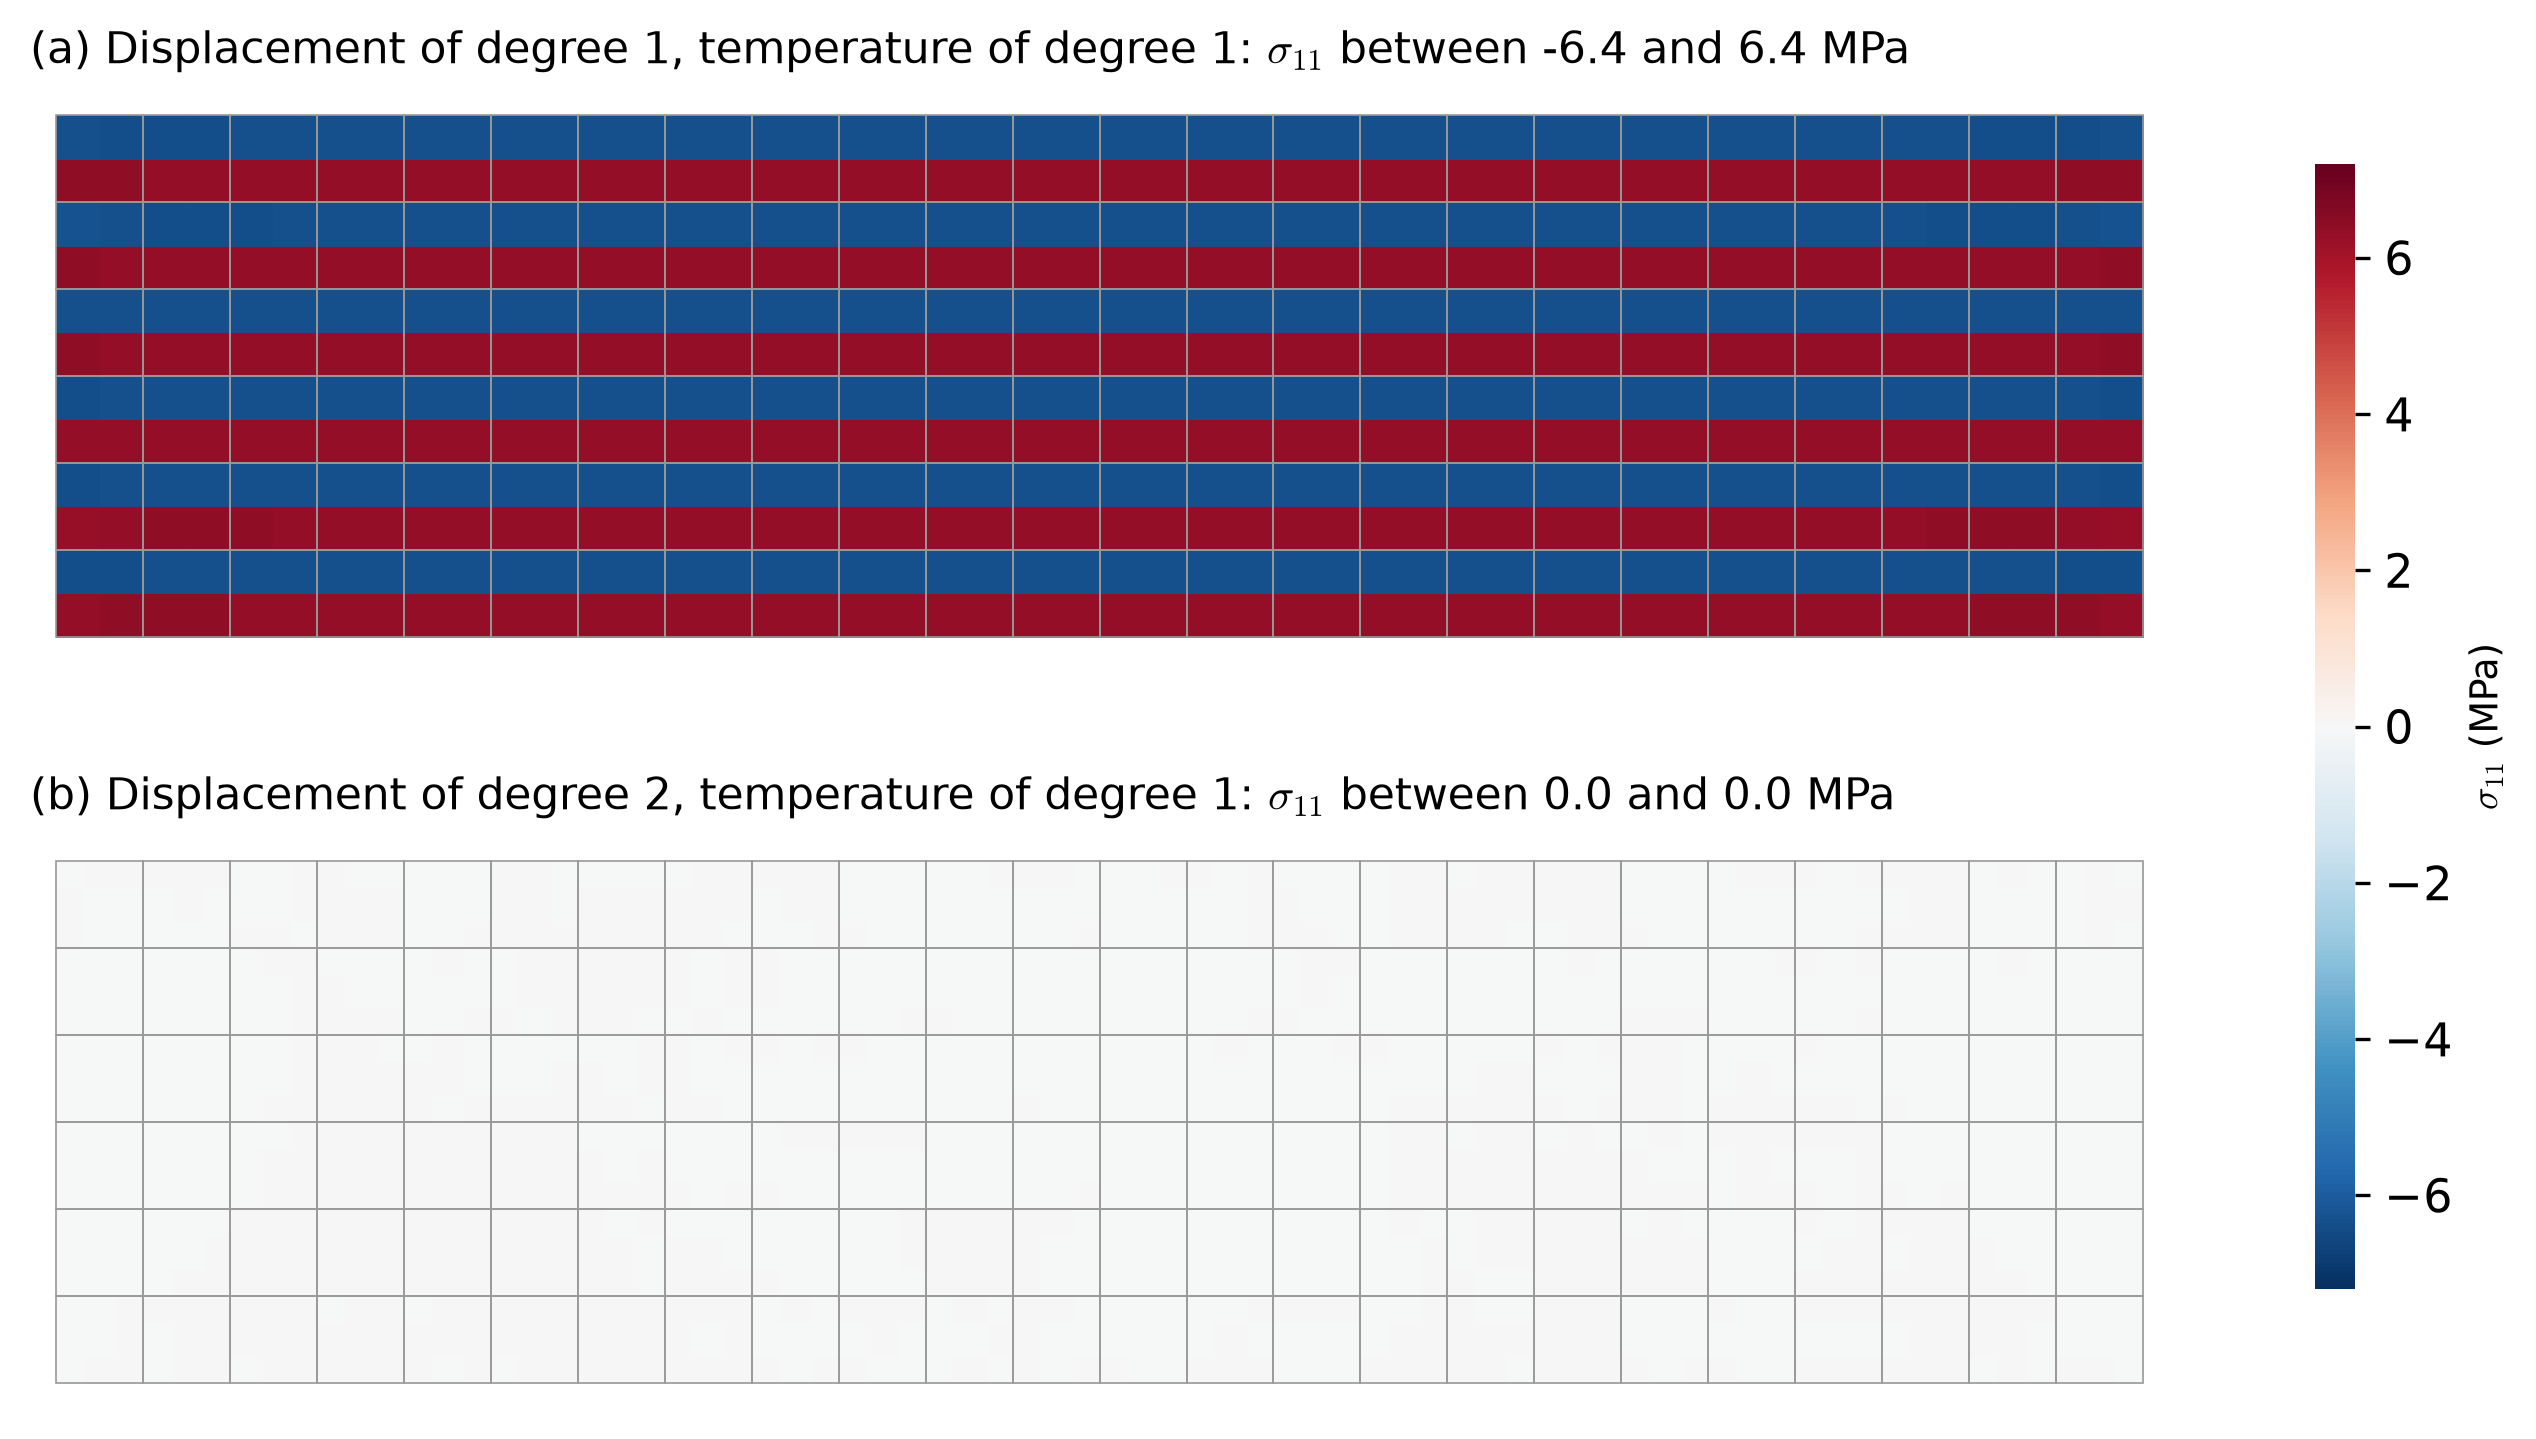 (a) Displacement of degree 1, temperature of degree 1: σ₁₁ between -6.4 and 6.4 MPa
6
4
2
0
−2
−4
−6
σ₁₁ (MPa)
(b) Displacement of degree 2, temperature of degree 1: σ₁₁ between 0.0 and 0.0 MPa